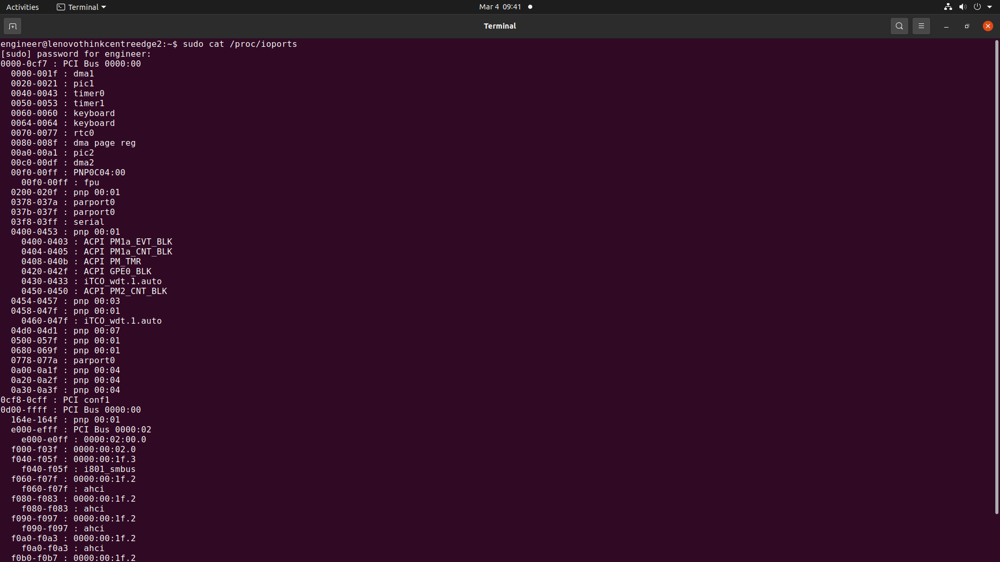 Activities Terminal Mar 4 09:41
Terminal
engineer@lenovothinkcentreedge2:~$ sudo cat /proc/ioports
[sudo] password for engineer:
0000-0cf7 : PCI Bus 0000:00
  0000-001f : dma1
  0020-0021 : pic1
  0040-0043 : timer0
  0050-0053 : timer1
  0060-0060 : keyboard
  0064-0064 : keyboard
  0070-0077 : rtc0
  0080-008f : dma page reg
  00a0-00a1 : pic2
  00c0-00df : dma2
  00f0-00ff : PNP0C04:00
    00f0-00ff : fpu
  0200-020f : pnp 00:01
  0378-037a : parport0
  037b-037f : parport0
  03f8-03ff : serial
  0400-0453 : pnp 00:01
    0400-0403 : ACPI PM1a_EVT_BLK
    0404-0405 : ACPI PM1a_CNT_BLK
    0408-040b : ACPI PM_TMR
    0420-042f : ACPI GPE0_BLK
    0430-0433 : iTCO_wdt.1.auto
    0450-0450 : ACPI PM2_CNT_BLK
  0454-0457 : pnp 00:03
  0458-047f : pnp 00:01
    0460-047f : iTCO_wdt.1.auto
  04d0-04d1 : pnp 00:07
  0500-057f : pnp 00:01
  0680-069f : pnp 00:01
  0778-077a : parport0
  0a00-0a1f : pnp 00:04
  0a20-0a2f : pnp 00:04
  0a30-0a3f : pnp 00:04
0cf8-0cff : PCI conf1
0d00-ffff : PCI Bus 0000:00
  164e-164f : pnp 00:01
  e000-efff : PCI Bus 0000:02
    e000-e0ff : 0000:02:00.0
  f000-f03f : 0000:00:02.0
  f040-f05f : 0000:00:1f.3
    f040-f05f : i801_smbus
  f060-f07f : 0000:00:1f.2
    f060-f07f : ahci
  f080-f083 : 0000:00:1f.2
    f080-f083 : ahci
  f090-f097 : 0000:00:1f.2
    f090-f097 : ahci
  f0a0-f0a3 : 0000:00:1f.2
    f0a0-f0a3 : ahci
  f0b0-f0b7 : 0000:00:1f.2